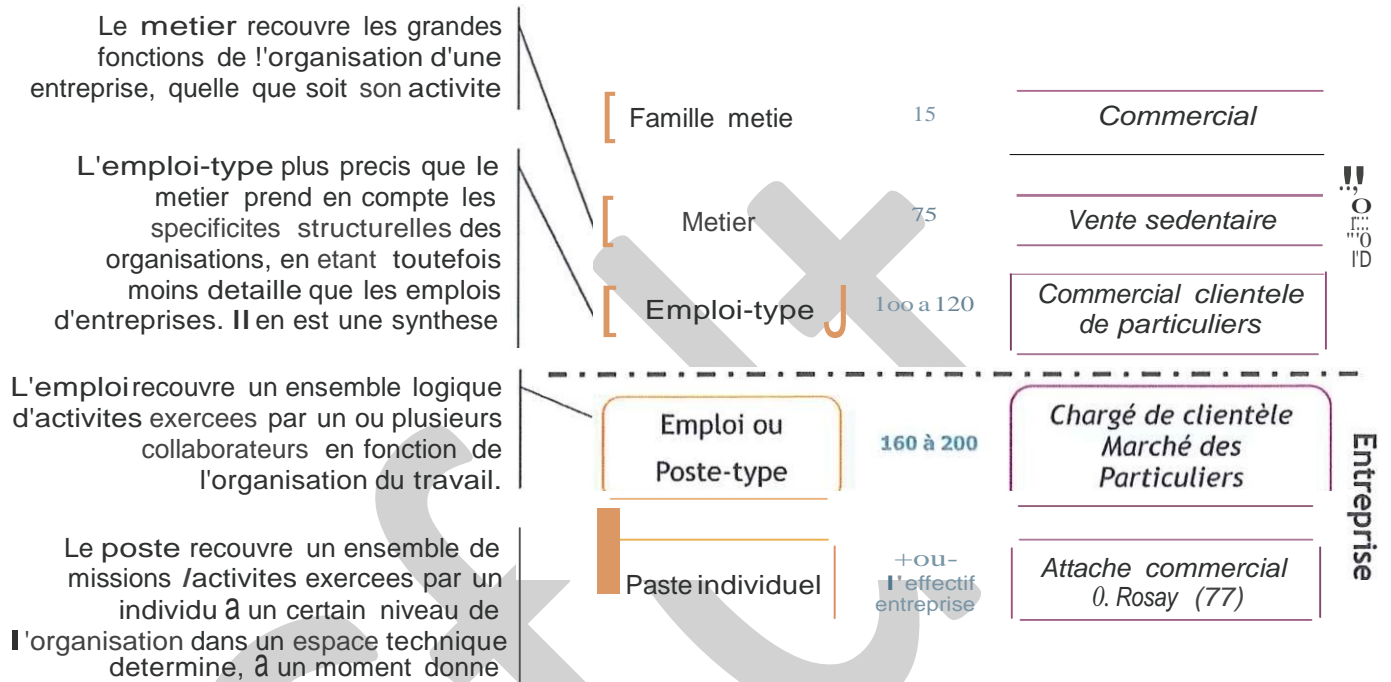 Le metier recouvre les grandes
fonctions de !'organisation d'une
entreprise, quelle que soit son activite
Famille metie
15
Commercial
L'emploi-type plus precis que le
metier prend en compte les
specificites structurelles des
organisations, en etant toutefois
moins detaille que les emplois
d'entreprises. Il en est une synthese
Metier
75
Vente sedentaire
Emploi-type
1oo a 120
Commercial clientele
de particuliers
L'emploi recouvre un ensemble logique
d'activites exercees par un ou plusieurs
collaborateurs en fonction de
l'organisation du travail.
Emploi ou
Poste-type
160 à 200
Chargé de clientèle
Marché des
Particuliers
Entreprise
Le poste recouvre un ensemble de
missions /activites exercees par un
individu a un certain niveau de
l'organisation dans un espace technique
determine, a un moment donne
Paste individuel
+ou-
l'effectif
entreprise
Attache commercial
0. Rosay (77)